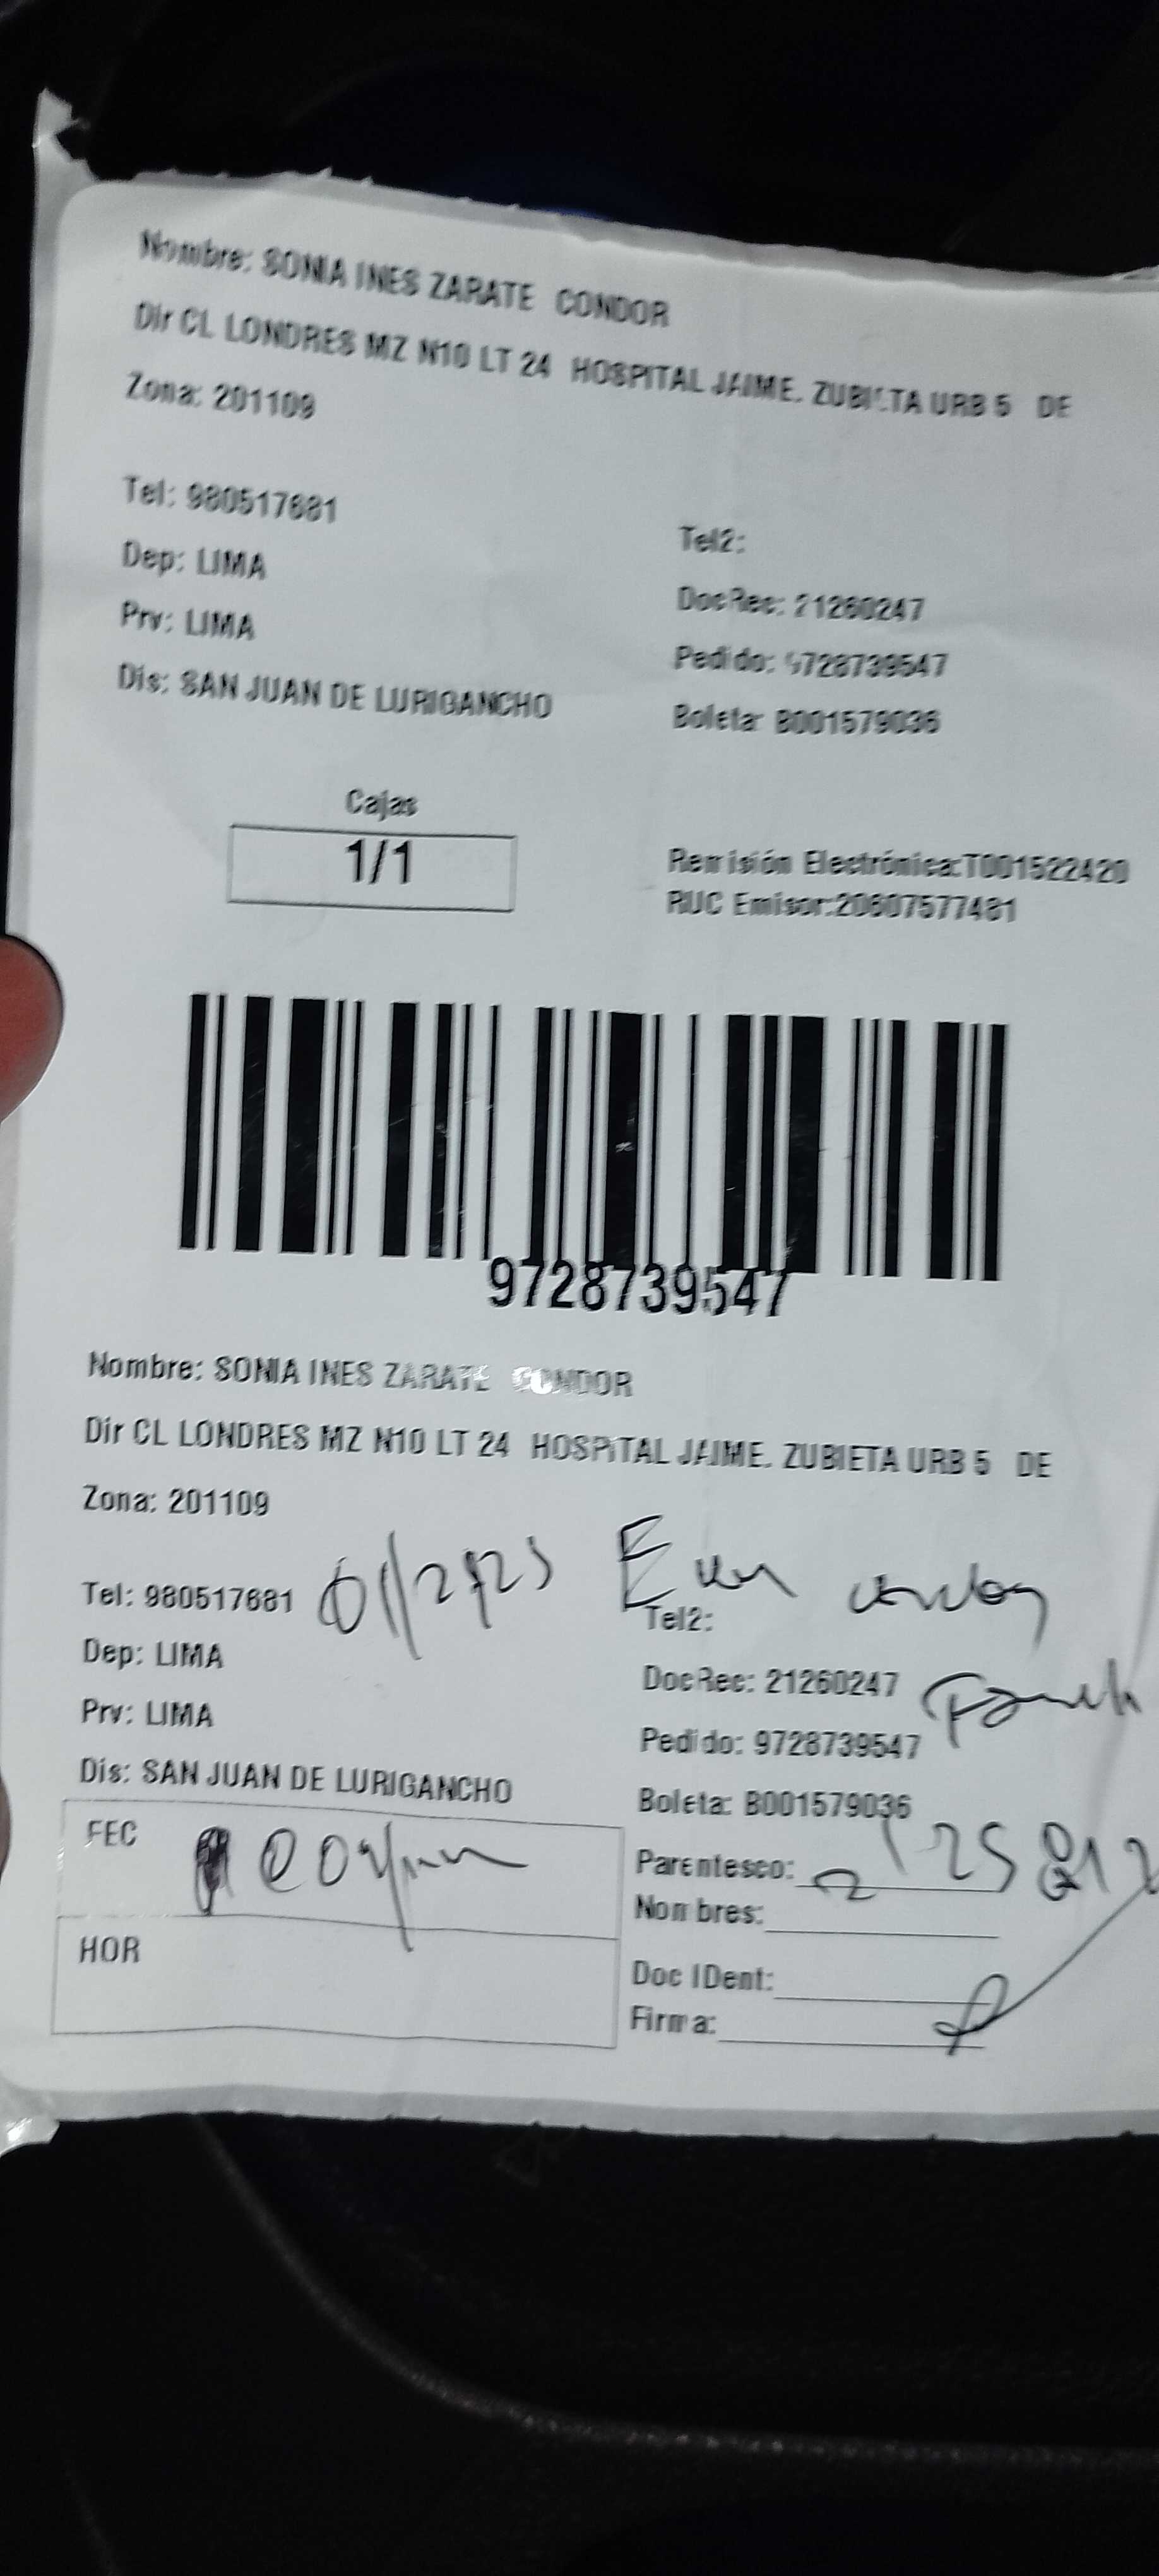 Nombre: SONIA INES ZARATE CONDOR
Dir CL LONDRES MZ N10 LT 24 HOSPITAL JAIME. ZUBIETA URB 5 DE
Zona: 201109
Tel: 980517681
Tel2:
Dep: LIMA
DocRec: 21260247
Prv: LIMA
Pedido: 9728739547
Dis: SAN JUAN DE LURIGANCHO
Boleta: B001579036
Cajas
1/1
Remisión Electrónica:T001522420
RUC Emisor:20607577481
9728739547
Nombre: SONIA INES ZARATE CONDOR
Dir CL LONDRES MZ N10 LT 24 HOSPITAL JAIME. ZUBIETA URB 5 DE
Zona: 201109
Tel: 980517681
Tel2:
Dep: LIMA
DocRec: 21260247
Prv: LIMA
Pedido: 9728739547
Dis: SAN JUAN DE LURIGANCHO
Boleta: B001579036
FEC
Parentesco:
Nombres:
HOR
Doc IDent:
Firma: